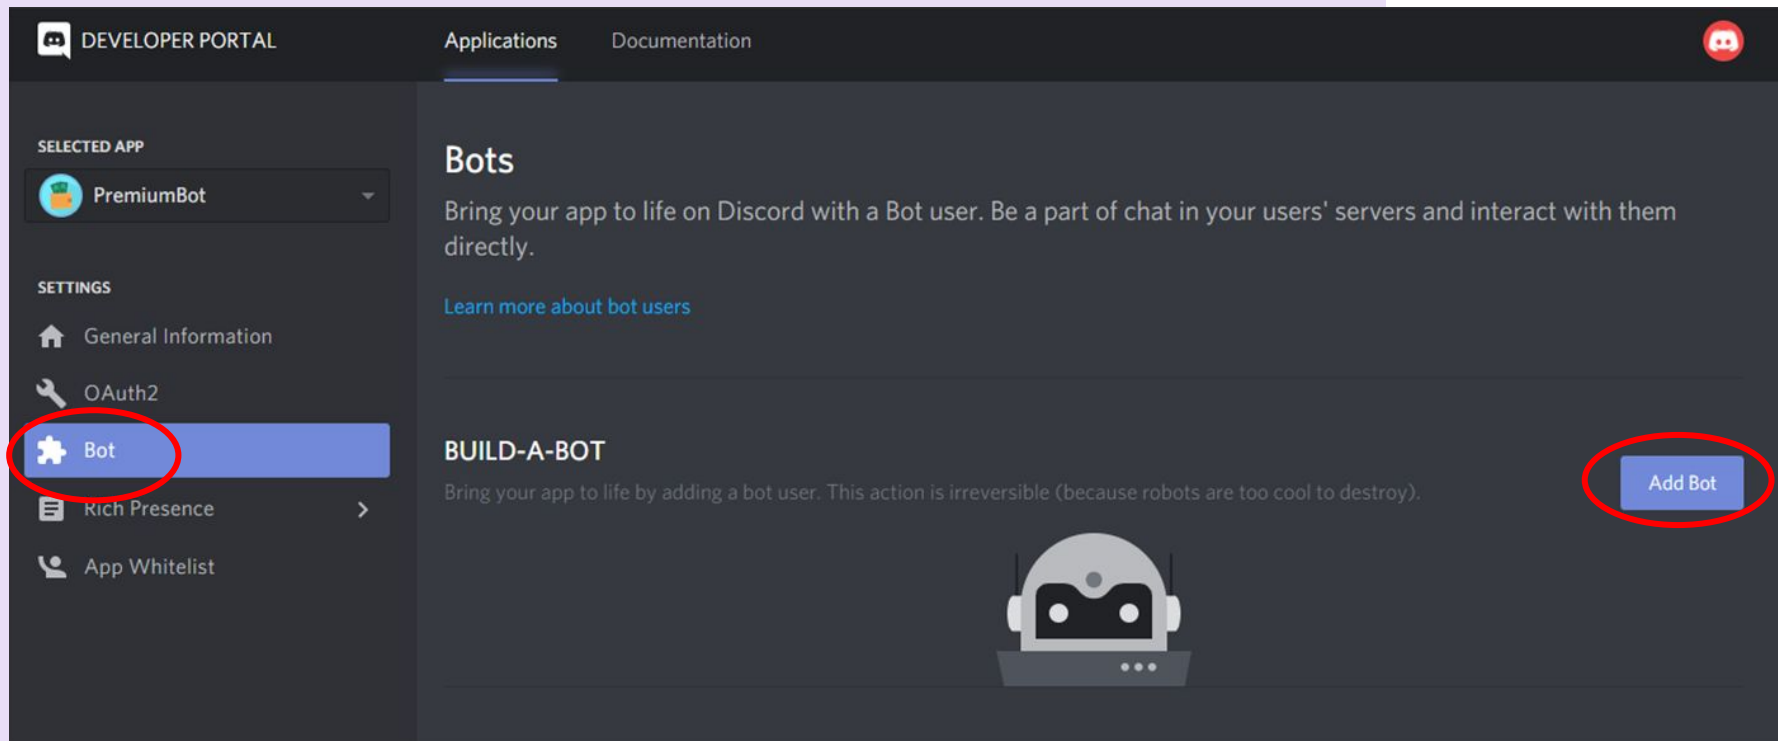 DEVELOPER PORTAL
Applications
Documentation
SELECTED APP
PremiumBot
SETTINGS
General Information
OAuth2
Bot
Rich Presence
App Whitelist
Bots
Bring your app to life on Discord with a Bot user. Be a part of chat in your users' servers and interact with them
directly.
Learn more about bot users
BUILD-A-BOT
Bring your app to life by adding a bot user. This action is irreversible (because robots are too cool to destroy).
Add Bot